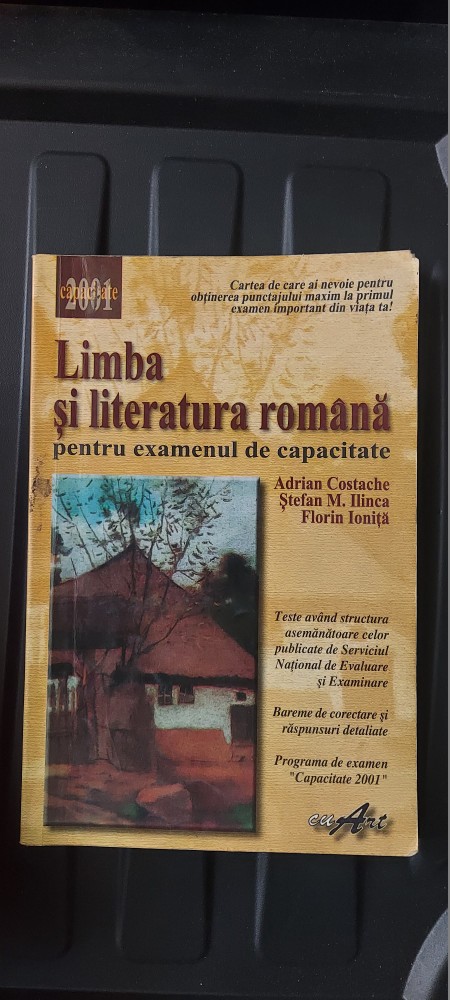 capacitate
2001
Cartea de care ai nevoie pentru
obținerea punctajului maxim la primul
examen important din viața ta!
Limba
și literatura română
pentru examenul de capacitate
Adrian Costache
Ștefan M. Ilinca
Florin Ioniță
Teste având structura
asemănătoare celor
publicate de Serviciul
Național de Evaluare
și Examinare
Bareme de corectare și
răspunsuri detaliate
Programa de examen
"Capacitate 2001"
cuArt